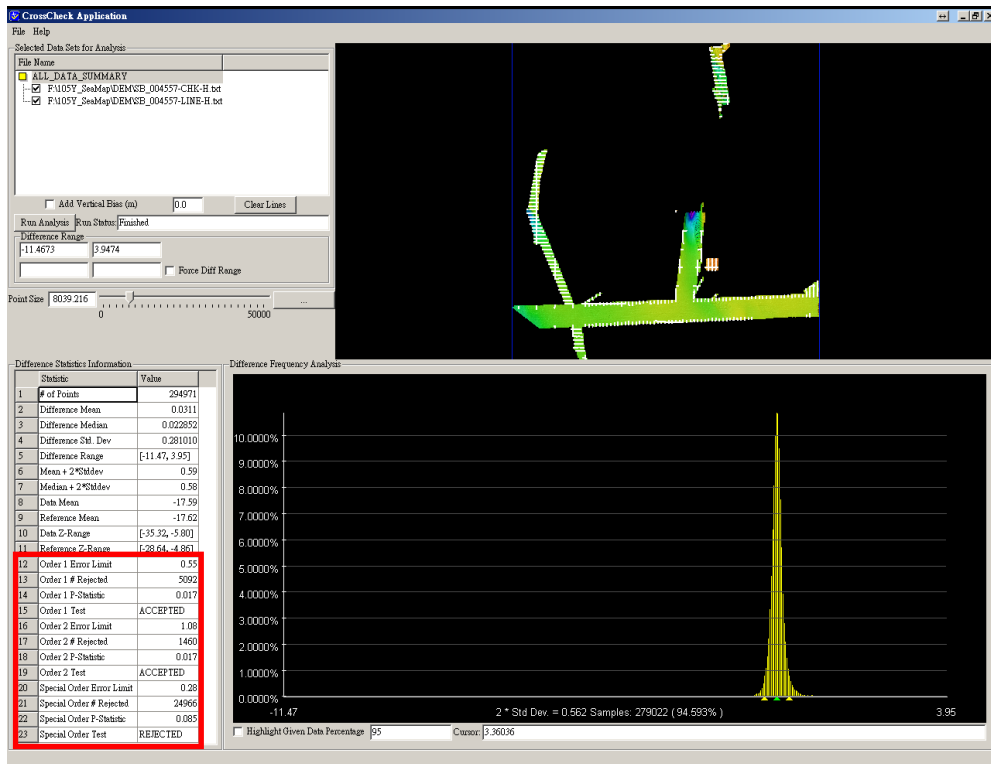 CrossCheck Application
File Help
Selected Data Sets for Analysis
File Name
ALL_DATA_SUMMARY
F:\105Y_SeaMap\DEM\SB_004557-CHK-H.txt
F:\105Y_SeaMap\DEM\SB_004557-LINE-H.txt
Add Vertical Bias (m) 0.0 Clear Lines
Run Analysis Run Status: Finished
Difference Range
-11.4673 3.9474
Force Diff Range
Point Size 8039.216 ...
0 50000
Difference Statistics Information
Statistic Value
1 # of Points 294971
2 Difference Mean 0.0311
3 Difference Median 0.022852
4 Difference Std. Dev 0.281010
5 Difference Range [-11.47, 3.95]
6 Mean + 2*Stddev 0.59
7 Median + 2*Stddev 0.58
8 Data Mean -17.59
9 Reference Mean -17.62
10 Data Z-Range [-35.32, -5.80]
11 Reference Z-Range [-28.64, -4.86]
12 Order 1 Error Limit 0.55
13 Order 1 # Rejected 5092
14 Order 1 P-Statistic 0.017
15 Order 1 Test ACCEPTED
16 Order 2 Error Limit 1.08
17 Order 2 # Rejected 1460
18 Order 2 P-Statistic 0.017
19 Order 2 Test ACCEPTED
20 Special Order Error Limit 0.28
21 Special Order # Rejected 24966
22 Special Order P-Statistic 0.085
23 Special Order Test REJECTED
Difference Frequency Analysis
10.0000%
9.0000%
8.0000%
7.0000%
6.0000%
5.0000%
4.0000%
3.0000%
2.0000%
1.0000%
0.0000%
-11.47 2 * Std Dev. = 0.562 Samples: 279022 ( 94.593% ) 3.95
Highlight Given Data Percentage 95 Cursor: 3.36036